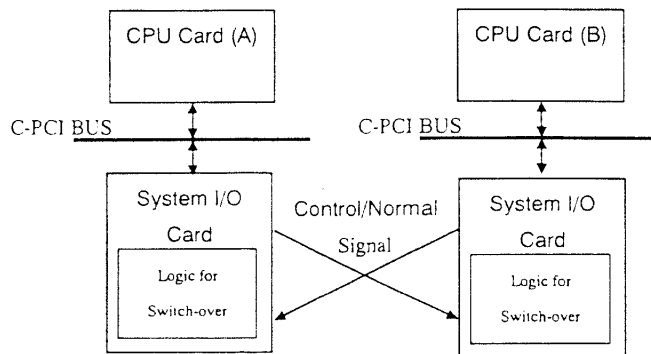 CPU Card (A)
CPU Card (B)
C-PCI BUS
C-PCI BUS
System I/O
Card
Logic for
Switch-over
Control/Normal
Signal
System I/O
Card
Logic for
Switch-over